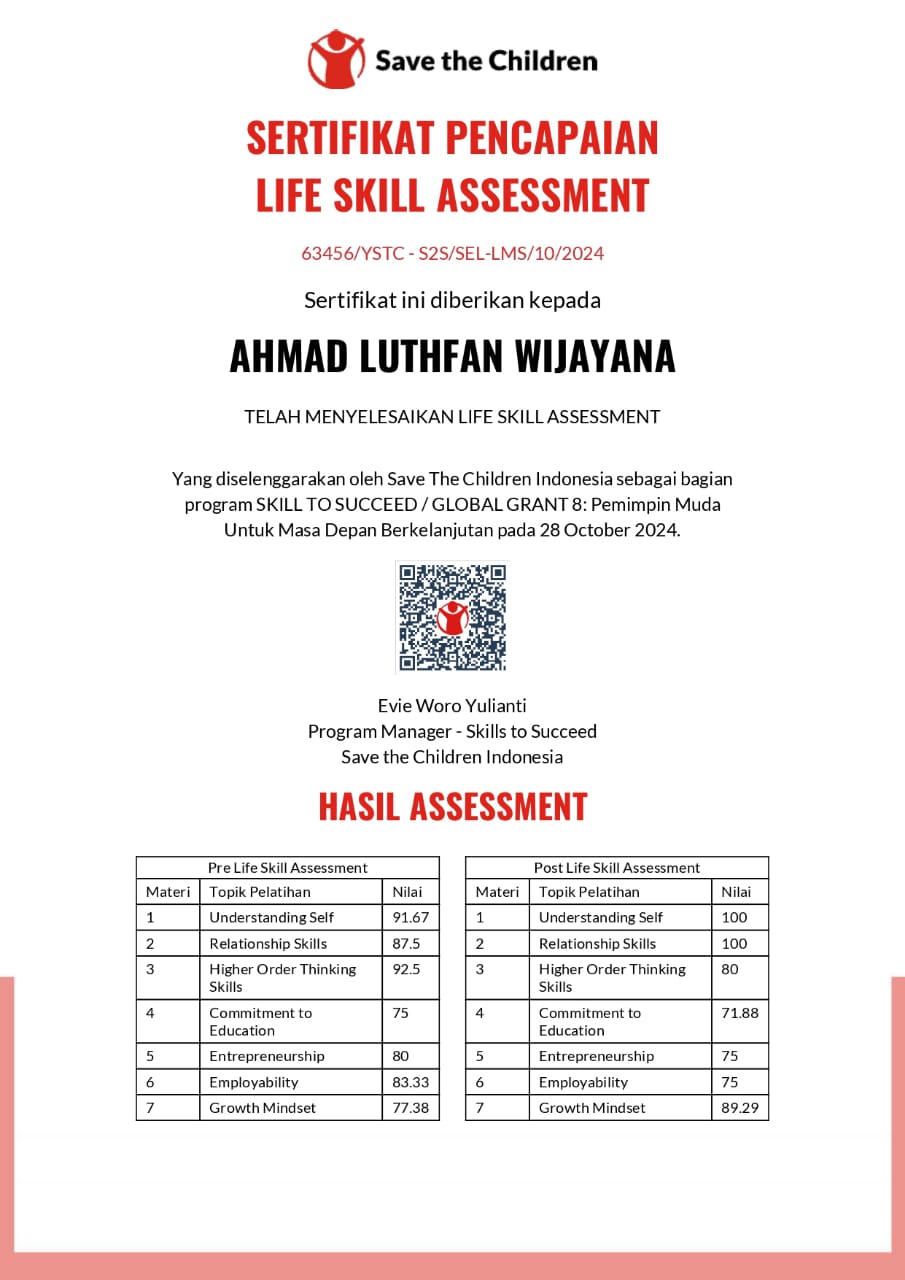 Save the Children
SERTIFIKAT PENCAPAIAN
LIFE SKILL ASSESSMENT
63456/YSTC - S2S/SEL-LMS/10/2024
Sertifikat ini diberikan kepada
AHMAD LUTHFAN WIJAYANA
TELAH MENYELESAIKAN LIFE SKILL ASSESSMENT
Yang diselenggarakan oleh Save The Children Indonesia sebagai bagian
program SKILL TO SUCCEED / GLOBAL GRANT 8: Pemimpin Muda
Untuk Masa Depan Berkelanjutan pada 28 October 2024.
Evie Woro Yulianti
Program Manager - Skills to Succeed
Save the Children Indonesia
HASIL ASSESSMENT
Pre Life Skill Assessment
Materi Topik Pelatihan Nilai
1 Understanding Self 91.67
2 Relationship Skills 87.5
3 Higher Order Thinking 92.5
Skills
4 Commitment to 75
Education
5 Entrepreneurship 80
6 Employability 83.33
7 Growth Mindset 77.38
Post Life Skill Assessment
Materi Topik Pelatihan Nilai
1 Understanding Self 100
2 Relationship Skills 100
3 Higher Order Thinking 80
Skills
4 Commitment to 71.88
Education
5 Entrepreneurship 75
6 Employability 75
7 Growth Mindset 89.29